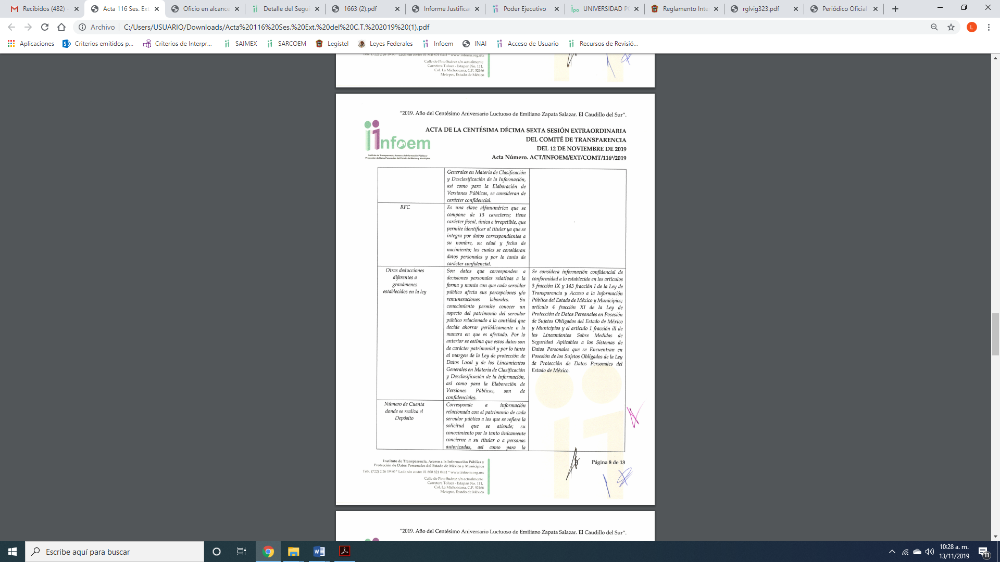 Recibidos (482) -
Acta 116 Ses. Ext
Oficio en alcance
Detalle del Segui
1663 (2).pdf
Informe Justifica
Poder Ejecutivo
UNIVERSIDAD PO
Reglamento Inte
rglvig323.pdf
Periódico Oficial
Archivo
C:/Users/USUARIO/Downloads/Acta%20116%20Ses.%20Ext.%20del%20C.T.%202019%20(1).pdf
L
Aplicaciones
Criterios emitidos p...
Criterios de Interpr...
SAIMEX
SARCOEM
Legistel
Leyes Federales
Infoem
INAI
Acceso de Usuario
Recursos de Revisió...
Tels. (722) 2 26 19 80 * Lada sin costo: 01 800 821 0441 * www.infoem.org.mx
Calle de Pino Suárez s/n actualmente
Carretera Toluca - Ixtapan No. 111,
Col. La Michoacana, C.P. 52166
Metepec, Estado de México
"2019. Año del Centésimo Aniversario Luctuoso de Emiliano Zapata Salazar. El Caudillo del Sur".
infoem
Instituto de Transparencia, Acceso a la Información Pública y
Protección de Datos Personales del Estado de México y Municipios
ACTA DE LA CENTÉSIMA DÉCIMA SEXTA SESIÓN EXTRAORDINARIA
DEL COMITÉ DE TRANSPARENCIA
DEL 12 DE NOVIEMBRE DE 2019
Acta Número. ACT/INFOEM/EXT/COMT/116ª/2019
Generales en Materia de Clasificación
y Desclasificación de la Información,
así como para la Elaboración de
Versiones Públicas, se consideran de
carácter confidencial.
RFC
Es una clave alfanumérica que se
compone de 13 caracteres; tiene
carácter fiscal, única e irrepetible, que
permite identificar al titular ya que se
integra por datos correspondientes a
su nombre, su edad y fecha de
nacimiento; los cuales se consideran
datos personales y por lo tanto de
carácter confidencial.
Otras deducciones
diferentes a
gravámenes
establecidos en la ley
Son datos que corresponden a
decisiones personales relativas a la
forma y monto con que cada servidor
público afecta sus percepciones y/o
remuneraciones laborales. Su
conocimiento permite conocer un
aspecto del patrimonio del servidor
público relacionado a la cantidad que
decide ahorrar periódicamente o la
manera en que es afectado. Por lo
anterior se estima que estos datos son
de carácter patrimonial y por lo tanto
al margen de la Ley de protección de
Datos Local y de los Lineamientos
Generales en Materia de Clasificación
y Desclasificación de la Información,
así como para la Elaboración de
Versiones Públicas, son de
confidenciales.
Se considera información confidencial de
conformidad a lo establecido en los artículos
3 fracción IX y 143 fracción I de la Ley de
Transparencia y Acceso a la Información
Pública del Estado de México y Municipios;
artículo 4 fracción XI de la Ley de
Protección de Datos Personales en Posesión
de Sujetos Obligados del Estado de México
y Municipios y el artículo 1 fracción ill de
los Lineamientos Sobre Medidas de
Seguridad Aplicables a los Sistemas de
Datos Personales que se Encuentran en
Posesión de los Sujetos Obligados de la Ley
de Protección de Datos Personales del
Estado de México.
Número de Cuenta
donde se realiza el
Depósito
Corresponde a información
relacionada con el patrimonio de cada
servidor público a los que se refiere la
solicitud que se atiende; su
conocimiento por lo tanto únicamente
concierne a su titular o a personas
autorizadas, así como para la
Instituto de Transparencia, Acceso a la Información Pública y
Protección de Datos Personales del Estado de México y Municipios
Tels. (722) 2 26 19 80 * Lada sin costo: 01 800 821 0441 * www.infoem.org.mx
Calle de Pino Suárez s/n actualmente
Carretera Toluca - Ixtapan No. 111,
Col. La Michoacana, C.P. 52166
Metepec, Estado de México
Página 8 de 13
"2019. Año del Centésimo Aniversario Luctuoso de Emiliano Zapata Salazar. El Caudillo del Sur".
Escribe aquí para buscar
10:28 a. m.
13/11/2019
11